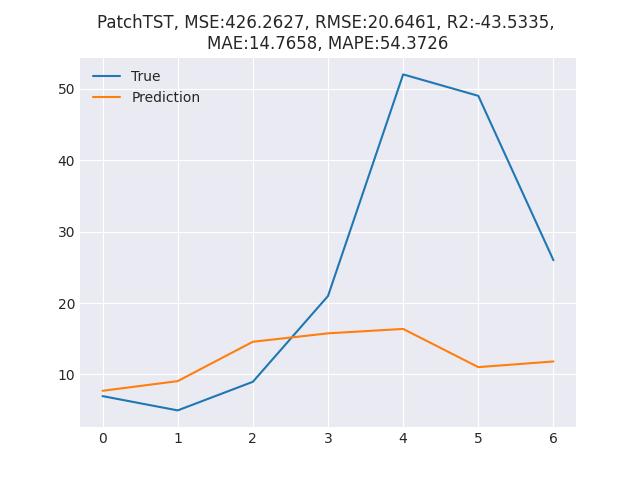 PatchTST, MSE:426.2627, RMSE:20.6461, R2:-43.5335,
MAE:14.7658, MAPE:54.3726
True
Prediction
50
40
30
20
10
0 1 2 3 4 5 6